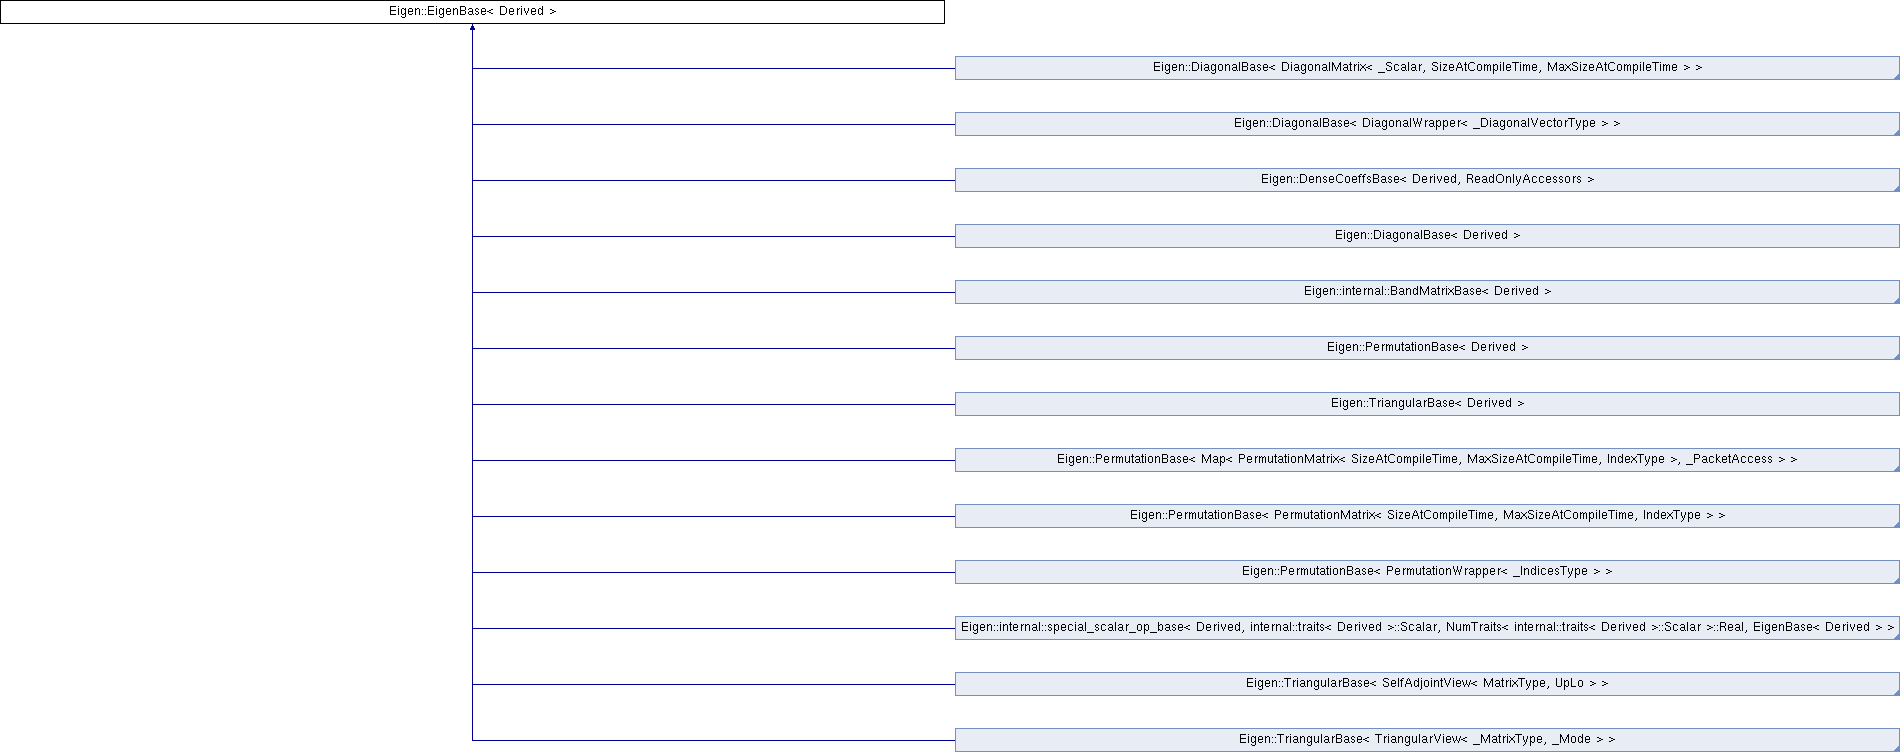 Eigen::EigenBase< Derived >
Eigen::DiagonalBase< DiagonalMatrix< _Scalar, SizeAtCompileTime, MaxSizeAtCompileTime > >
Eigen::DiagonalBase< DiagonalWrapper< _DiagonalVectorType > >
Eigen::DenseCoeffsBase< Derived, ReadOnlyAccessors >
Eigen::DiagonalBase< Derived >
Eigen::internal::BandMatrixBase< Derived >
Eigen::PermutationBase< Derived >
Eigen::TriangularBase< Derived >
Eigen::PermutationBase< Map< PermutationMatrix< SizeAtCompileTime, MaxSizeAtCompileTime, IndexType >, _PacketAccess > >
Eigen::PermutationBase< PermutationMatrix< SizeAtCompileTime, MaxSizeAtCompileTime, IndexType > >
Eigen::PermutationBase< PermutationWrapper< _IndicesType > >
Eigen::internal::special_scalar_op_base< Derived, internal::traits< Derived >::Scalar, NumTraits< internal::traits< Derived >::Scalar >::Real, EigenBase< Derived > >
Eigen::TriangularBase< SelfAdjointView< MatrixType, UpLo > >
Eigen::TriangularBase< TriangularView< _MatrixType, _Mode > >